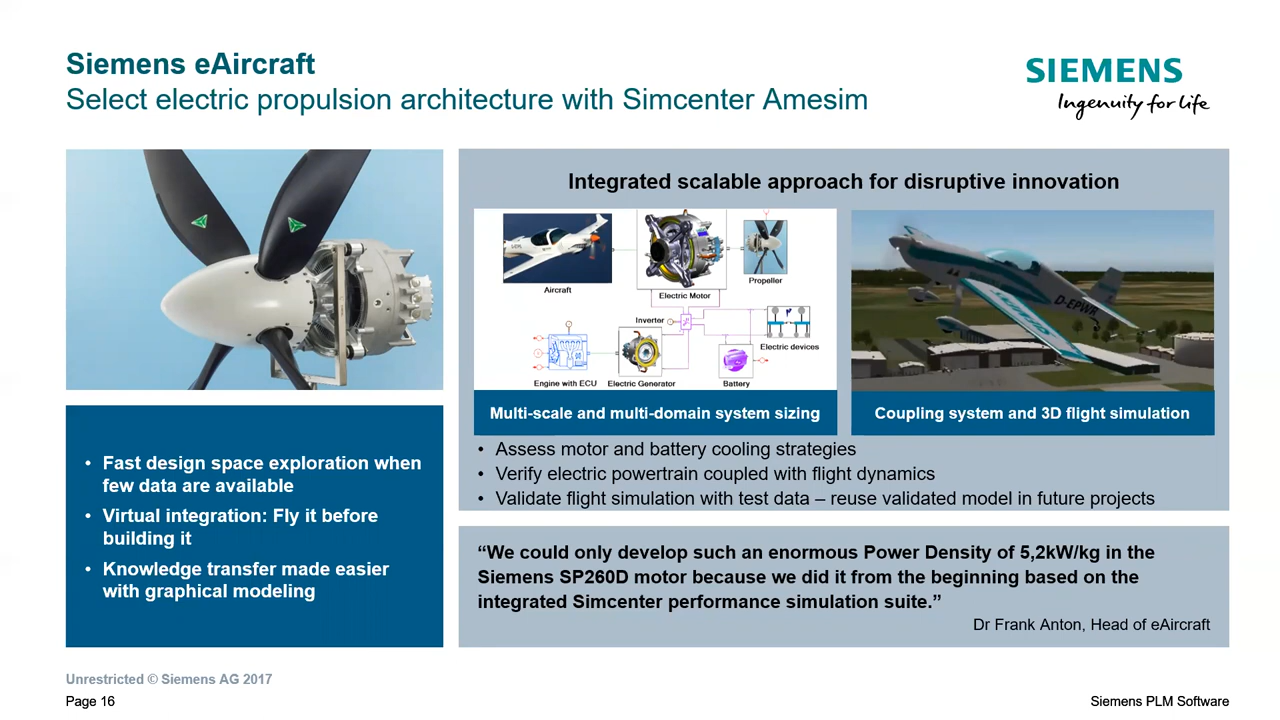 Siemens eAircraft
Select electric propulsion architecture with Simcenter Amesim
SIEMENS
Ingenuity for life
Integrated scalable approach for disruptive innovation
Aircraft
Electric Motor
Propeller
Inverter
Electric devices
Engine with ECU
Electric Generator
Battery
D-EPWR
Multi-scale and multi-domain system sizing
Coupling system and 3D flight simulation
• Assess motor and battery cooling strategies
• Verify electric powertrain coupled with flight dynamics
• Validate flight simulation with test data – reuse validated model in future projects
• Fast design space exploration when
few data are available
• Virtual integration: Fly it before
building it
• Knowledge transfer made easier
with graphical modeling
“We could only develop such an enormous Power Density of 5,2kW/kg in the
Siemens SP260D motor because we did it from the beginning based on the
integrated Simcenter performance simulation suite.”
Dr Frank Anton, Head of eAircraft
Unrestricted © Siemens AG 2017
Page 16
Siemens PLM Software